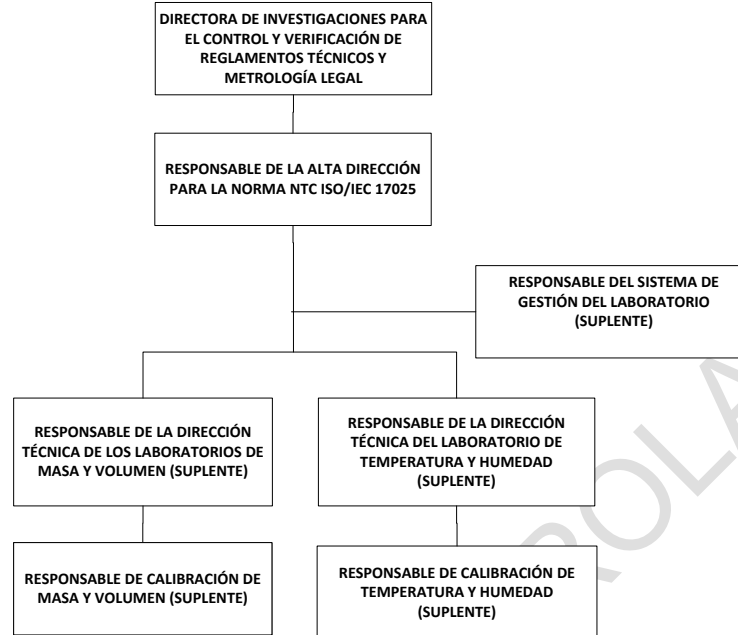 DIRECTORA DE INVESTIGACIONES PARA
EL CONTROL Y VERIFICACIÓN DE
REGLAMENTOS TÉCNICOS Y
METROLOGÍA LEGAL
RESPONSABLE DE LA ALTA DIRECCIÓN
PARA LA NORMA NTC ISO/IEC 17025
RESPONSABLE DEL SISTEMA DE
GESTIÓN DEL LABORATORIO
(SUPLENTE)
RESPONSABLE DE LA DIRECCIÓN
TÉCNICA DE LOS LABORATORIOS DE
MASA Y VOLUMEN (SUPLENTE)
RESPONSABLE DE LA DIRECCIÓN
TÉCNICA DEL LABORATORIO DE
TEMPERATURA Y HUMEDAD
(SUPLENTE)
RESPONSABLE DE CALIBRACIÓN DE
MASA Y VOLUMEN (SUPLENTE)
RESPONSABLE DE CALIBRACIÓN DE
TEMPERATURA Y HUMEDAD
(SUPLENTE)
ROLA